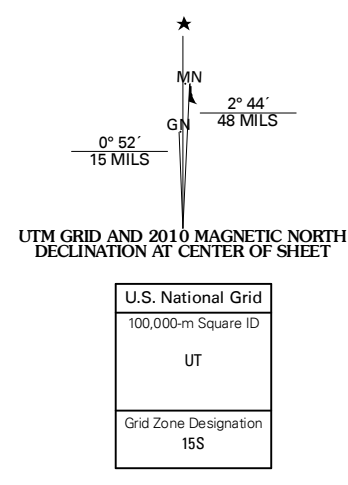 MN
GN
2° 44´
48 MILS
0° 52´
15 MILS
UTM GRID AND 2010 MAGNETIC NORTH
DECLINATION AT CENTER OF SHEET
U.S. National Grid
100,000-m Square ID
UT
Grid Zone Designation
15S